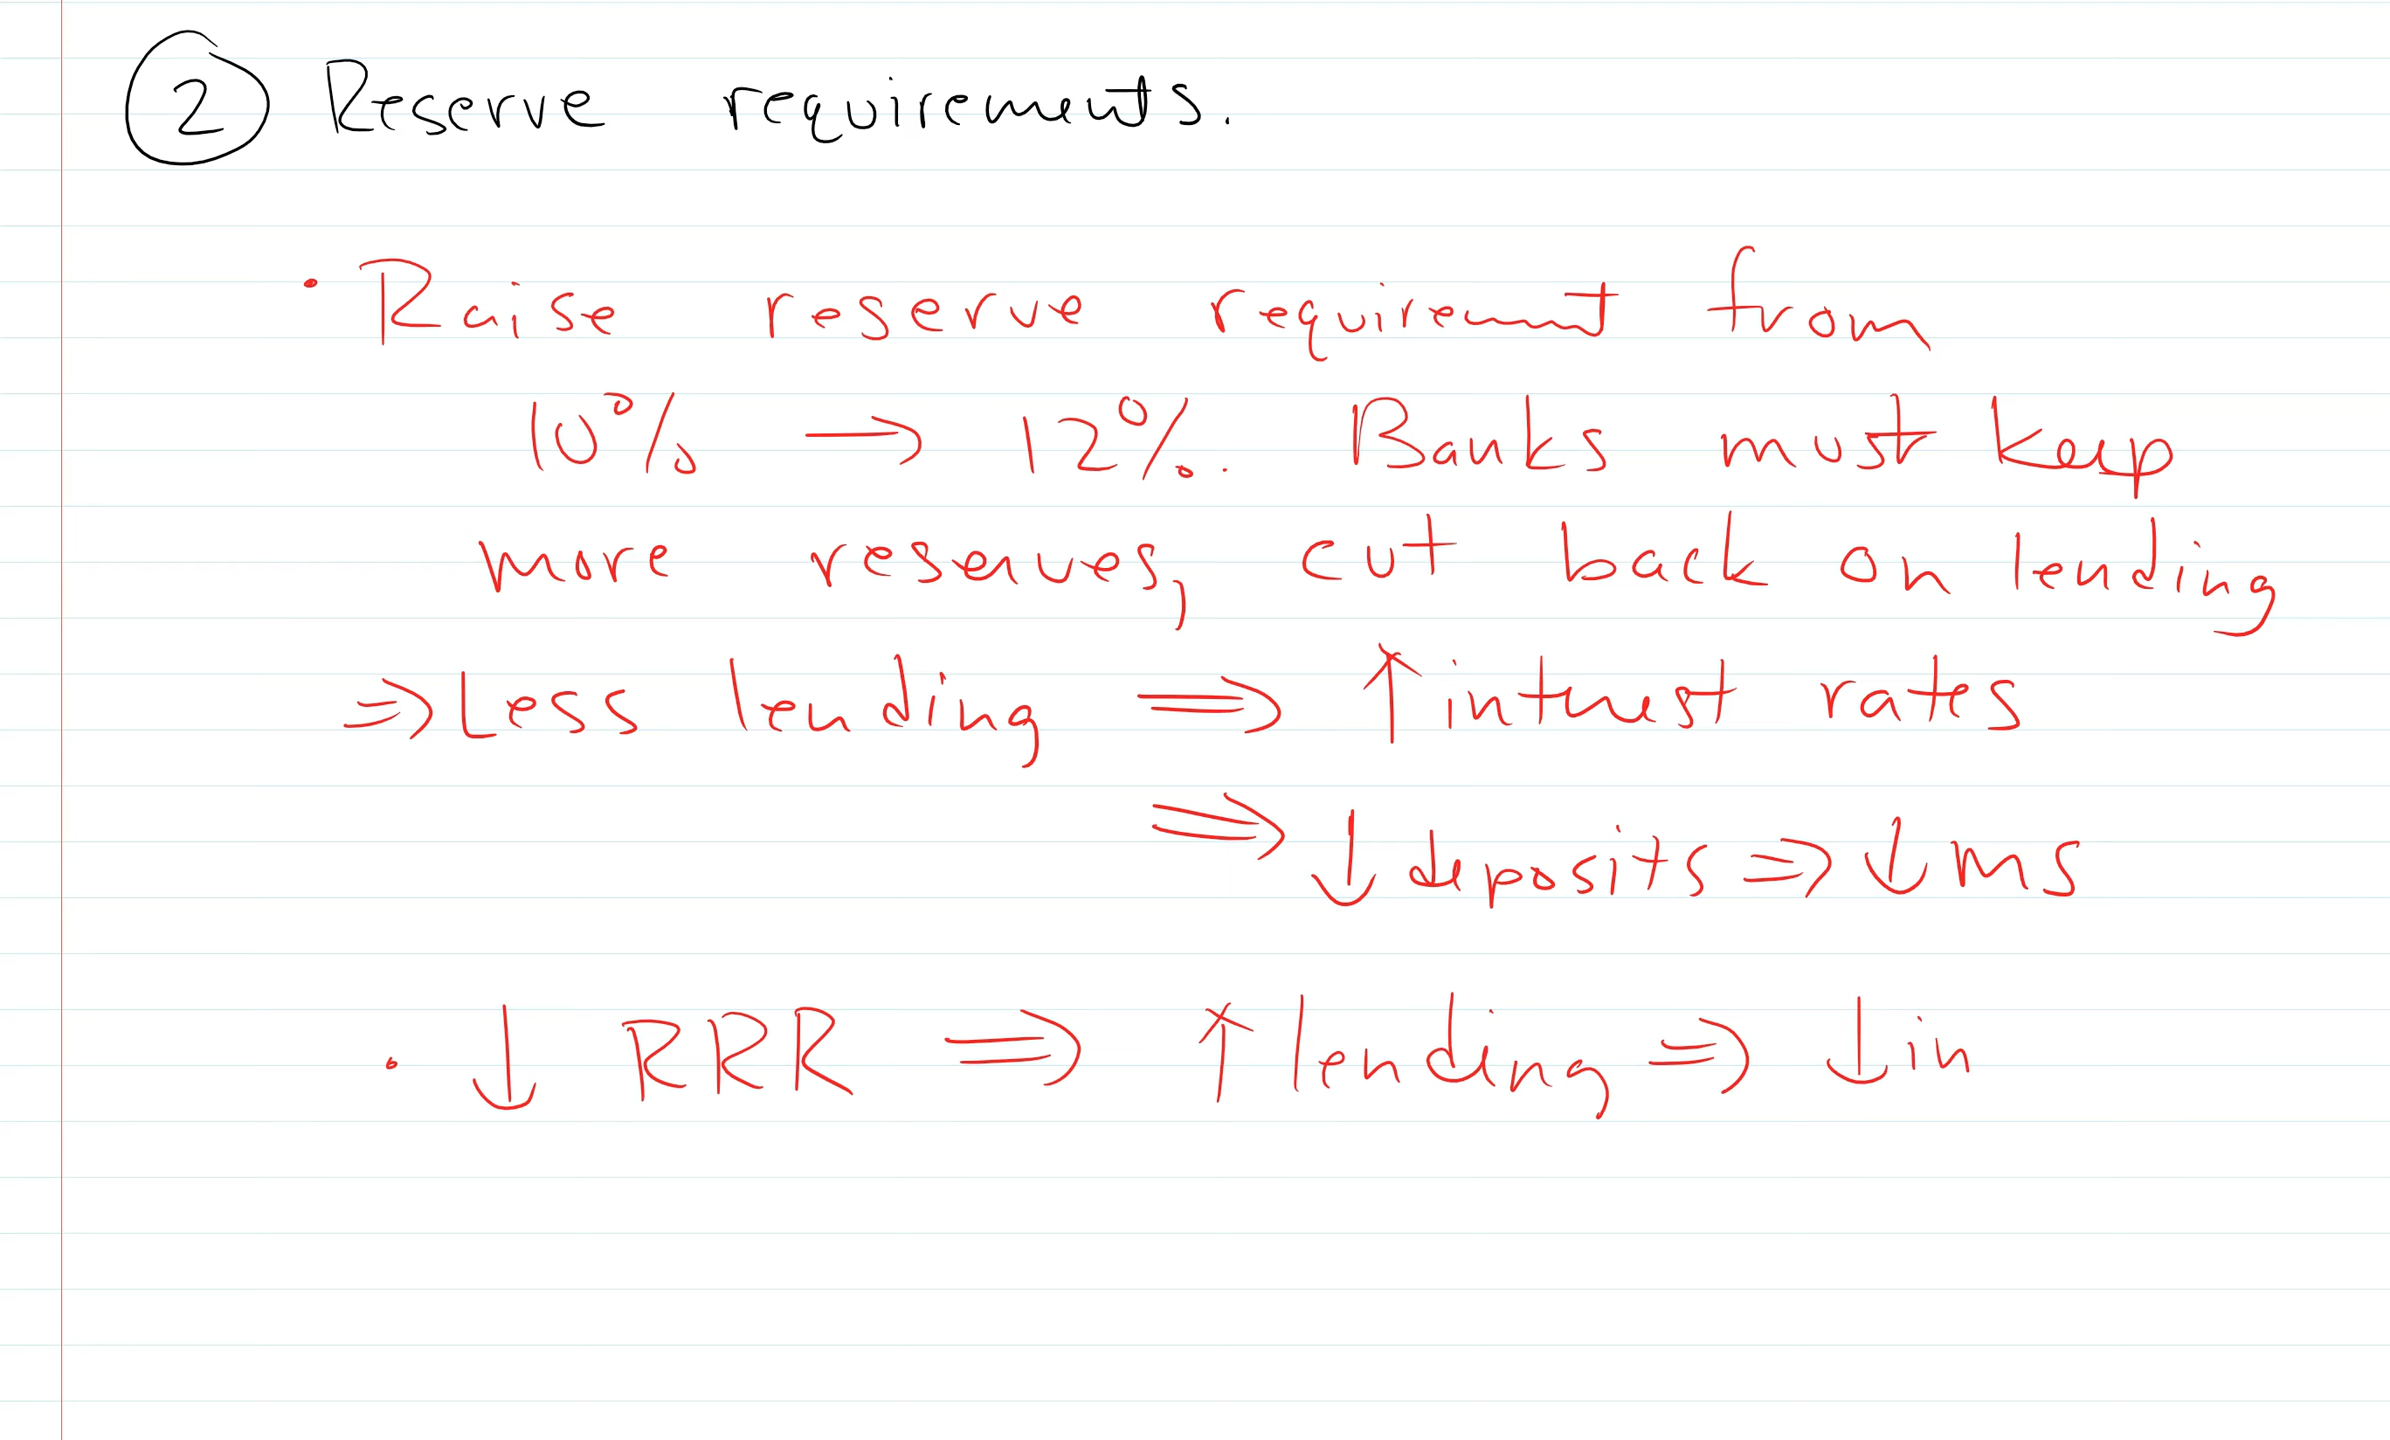 ② Reserve requirements.
• Raise reserve requirement from
10% → 12%. Banks must keep
more reserves, cut back on lending
⇒ Less lending ⇒ ↑ interest rates
⇒ ↓ deposits ⇒ ↓ ms
• ↓ RRR ⇒ ↑ lending ⇒ ↓ in